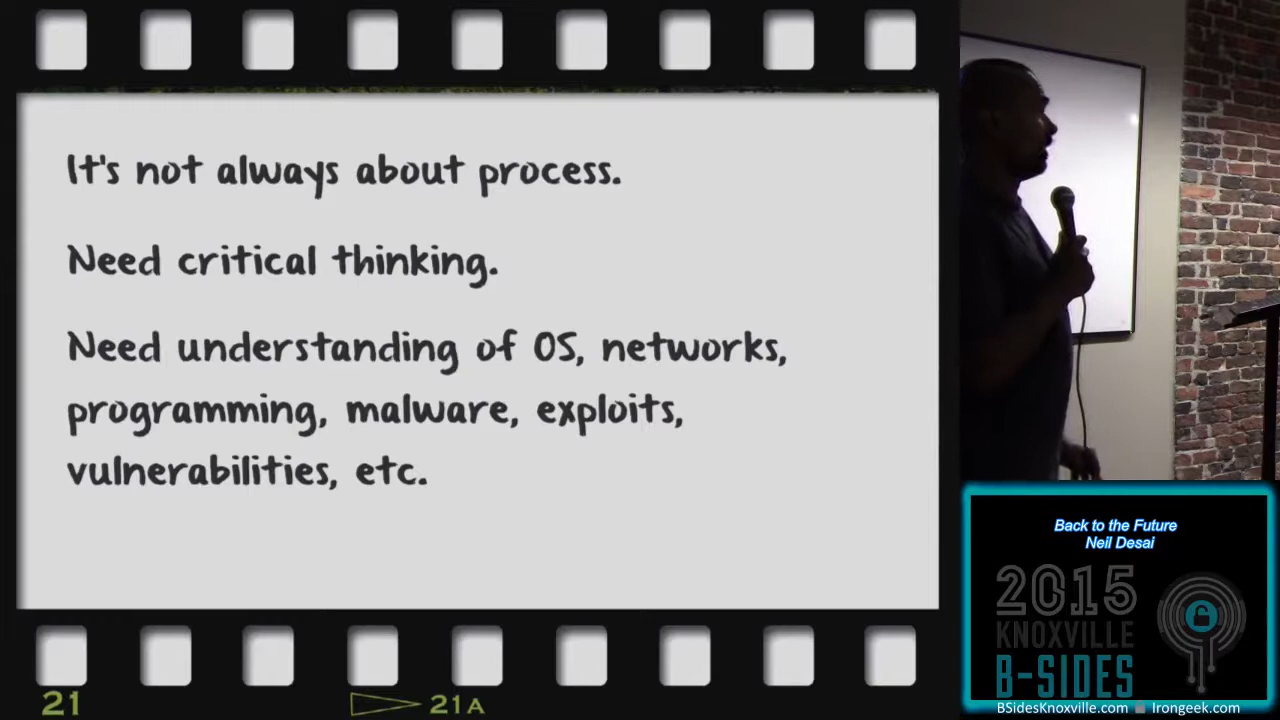 It's not always about process.
Need critical thinking.
Need understanding of OS, networks,
programming, malware, exploits,
vulnerabilities, etc.
21
21A
Back to the Future
Neil Desai
2015
KNOXVILLE
B-SIDES
BSidesKnoxville.com Irongeek.com